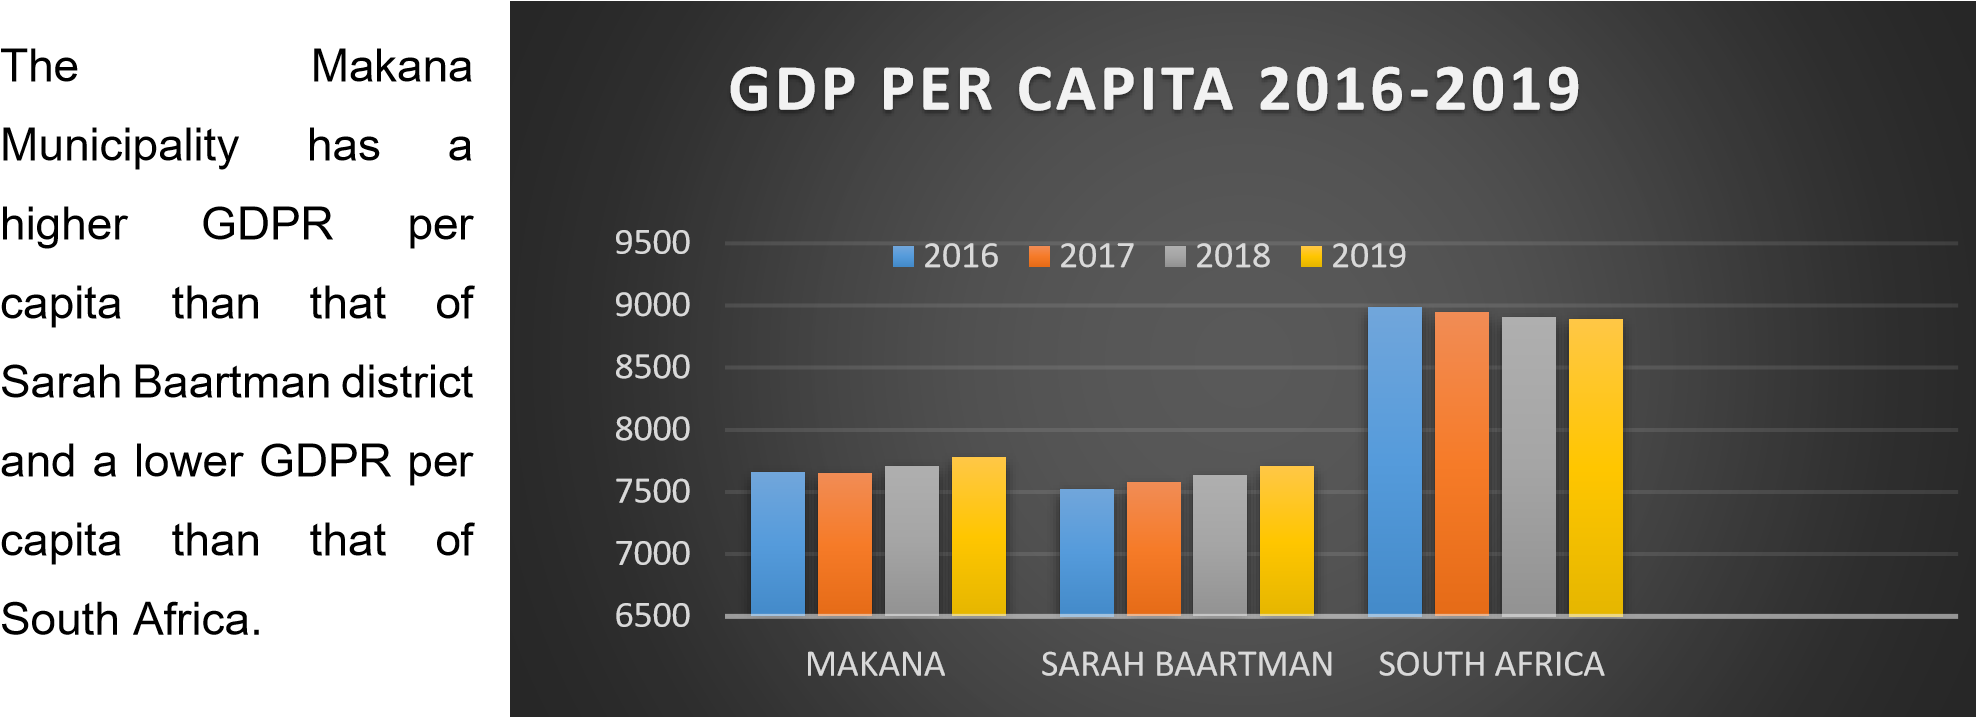 The Makana
Municipality has a
higher GDPR per
capita than that of
Sarah Baartman district
and a lower GDPR per
capita than that of
South Africa.
GDP PER CAPITA 2016-2019
2016 2017 2018 2019
9500
9000
8500
8000
7500
7000
6500
MAKANA SARAH BAARTMAN SOUTH AFRICA